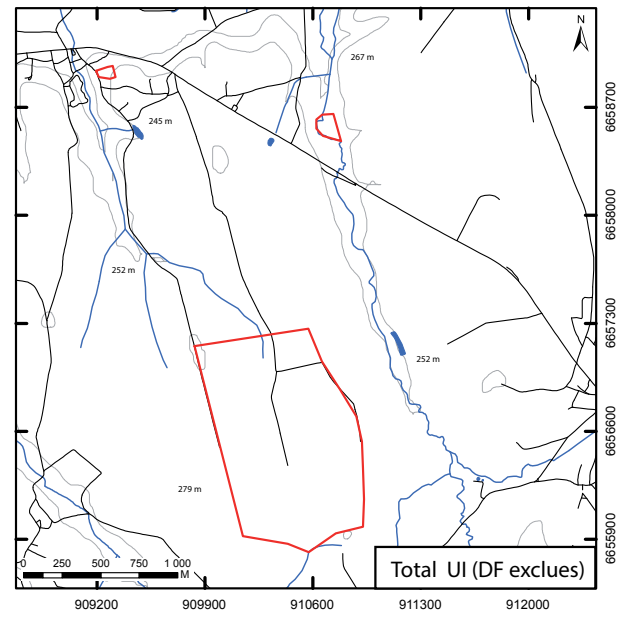 N
267 m
245 m
252 m
252 m
279 m
6658700
6658000
6657300
6656600
6655900
0 250 500 750 1 000
M
Total UI (DF exclues)
909200 909900 910600 911300 912000